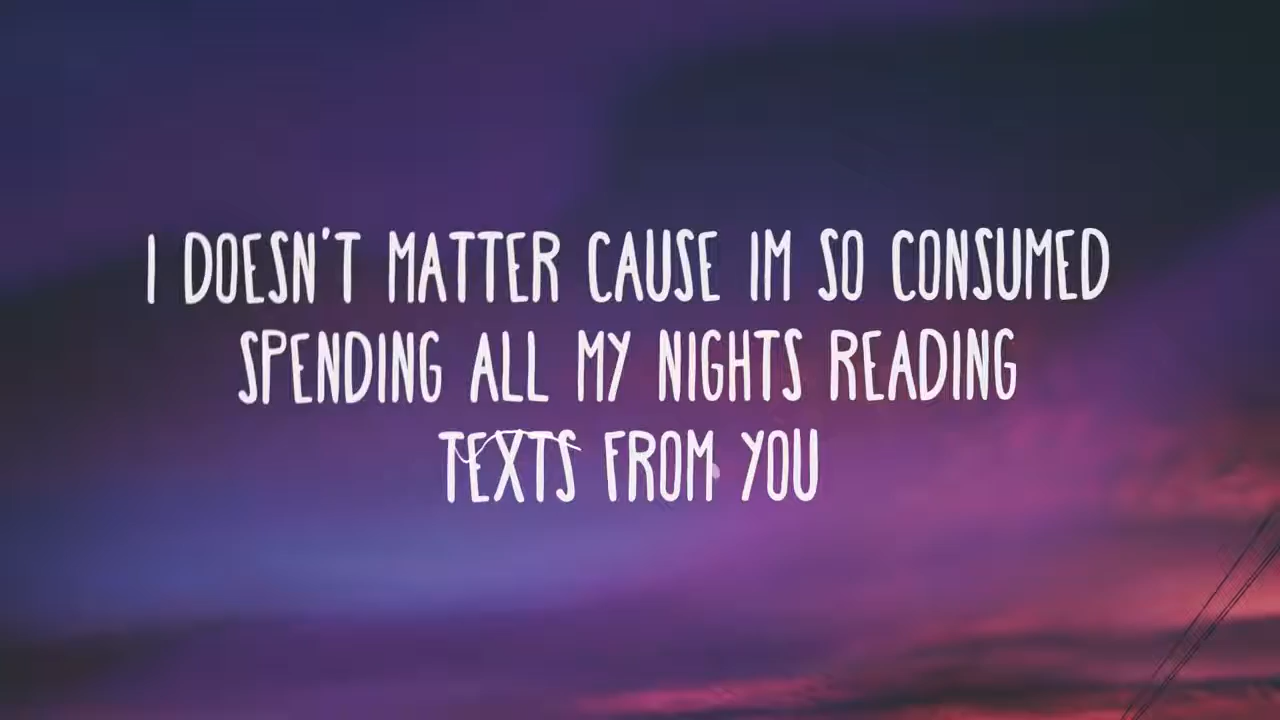 I DOESN'T MATTER CAUSE IM SO CONSUMED
SPENDING ALL MY NIGHTS READING
TEXTS FROM YOU